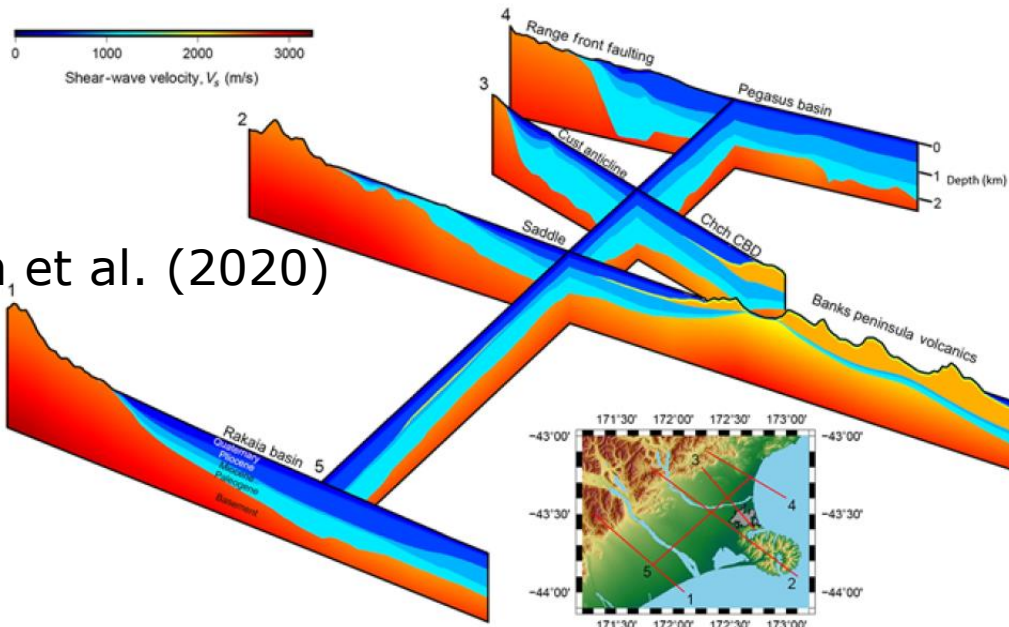 0 1000 2000 3000
Shear-wave velocity, Vs (m/s)
4
Range front faulting
Pegasus basin
3
0
1
2
Depth (km)
2
Cust anticline
Saddle
Chch CBD
et al. (2020)
1
Banks peninsula volcanics
Rakaia basin
5
Quaternary
Pliocene
Miocene
Paleogene
Basement
171°30' 172°00' 172°30' 173°00'
−43°00' −43°00'
3
4
−43°30' −43°30'
5
2
1
−44°00' −44°00'
171°30' 172°00' 172°30' 173°00'